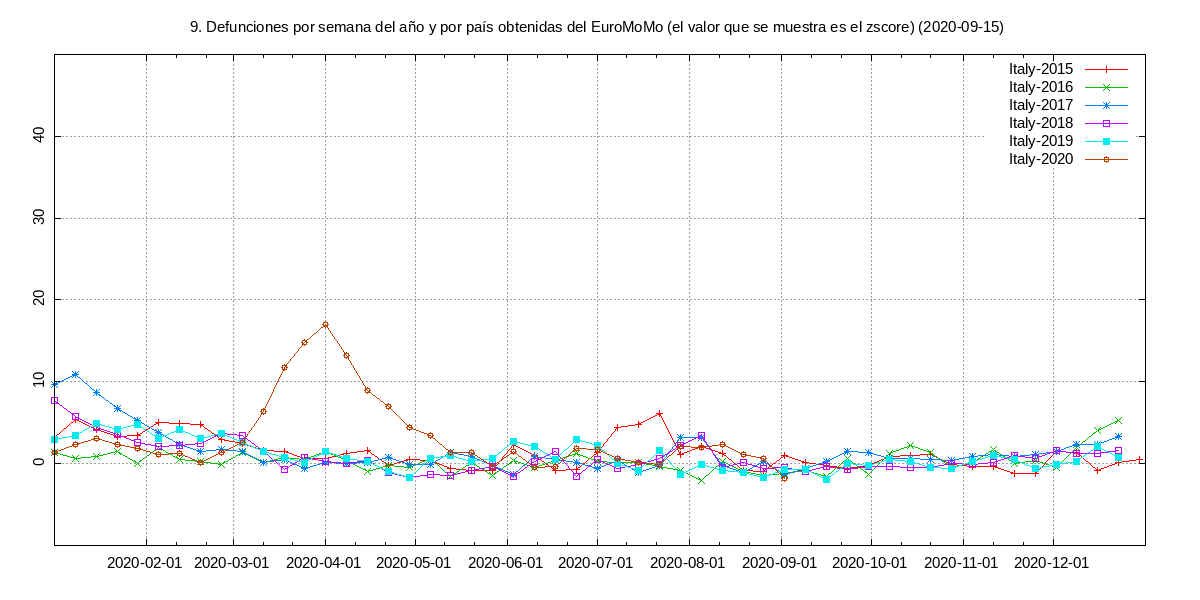 9. Defunciones por semana del año y por país obtenidas del EuroMoMo (el valor que se muestra es el zscore) (2020-09-15)
Italy-2015
Italy-2016
Italy-2017
Italy-2018
Italy-2019
Italy-2020
40
30
20
10
0
2020-02-01 2020-03-01 2020-04-01 2020-05-01 2020-06-01 2020-07-01 2020-08-01 2020-09-01 2020-10-01 2020-11-01 2020-12-01